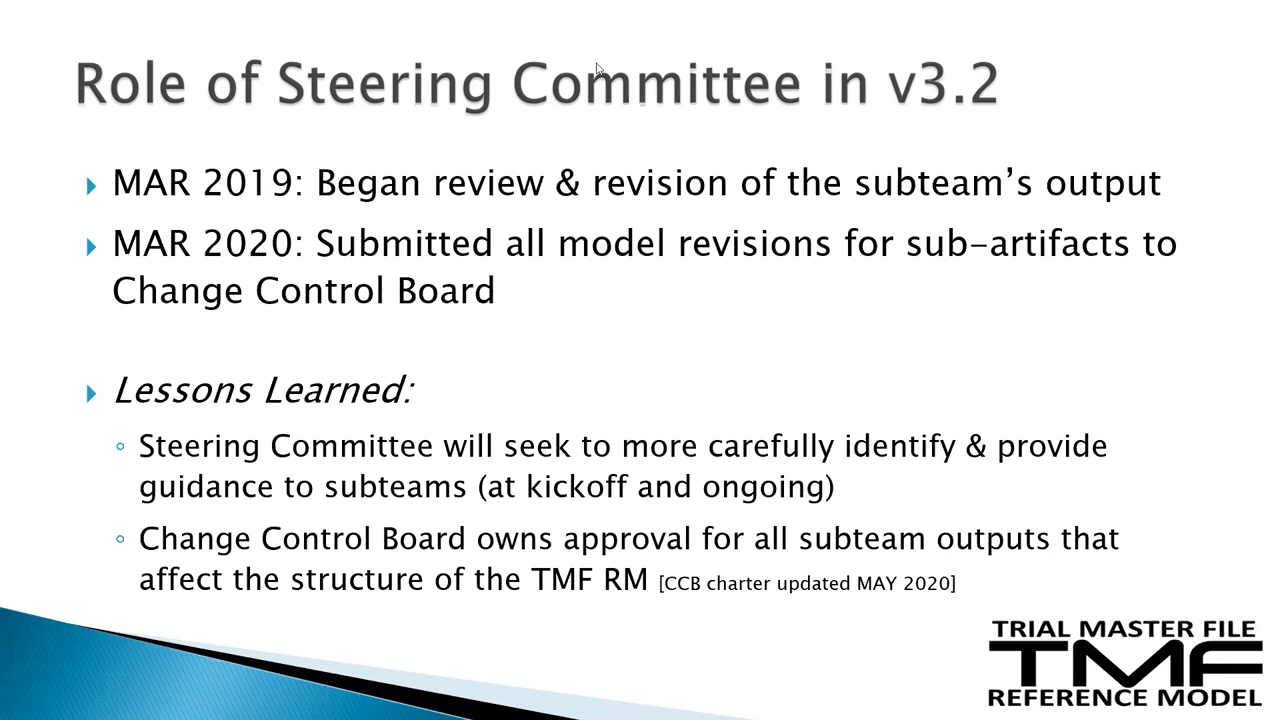 Role of Steering Committee in v3.2
MAR 2019: Began review & revision of the subteam’s output
MAR 2020: Submitted all model revisions for sub-artifacts to
Change Control Board
Lessons Learned:
Steering Committee will seek to more carefully identify & provide
guidance to subteams (at kickoff and ongoing)
Change Control Board owns approval for all subteam outputs that
affect the structure of the TMF RM [CCB charter updated MAY 2020]
TRIAL MASTER FILE
TMF
REFERENCE MODEL